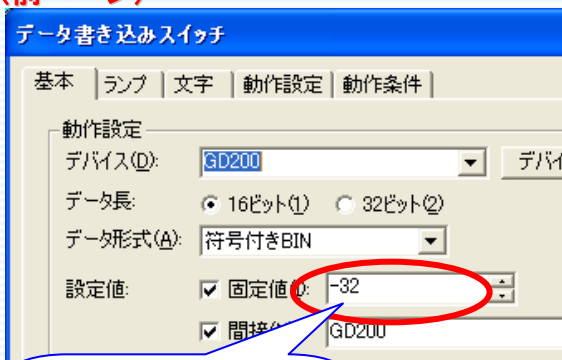 データ書き込みスイッチ
基本 ランプ 文字 動作設定 動作条件
動作設定
デバイス(D): GD200
データ長: 16ビット(1) 32ビット(2)
データ形式(A): 符号付きBIN
設定値: 固定値 -32
間接 GD200